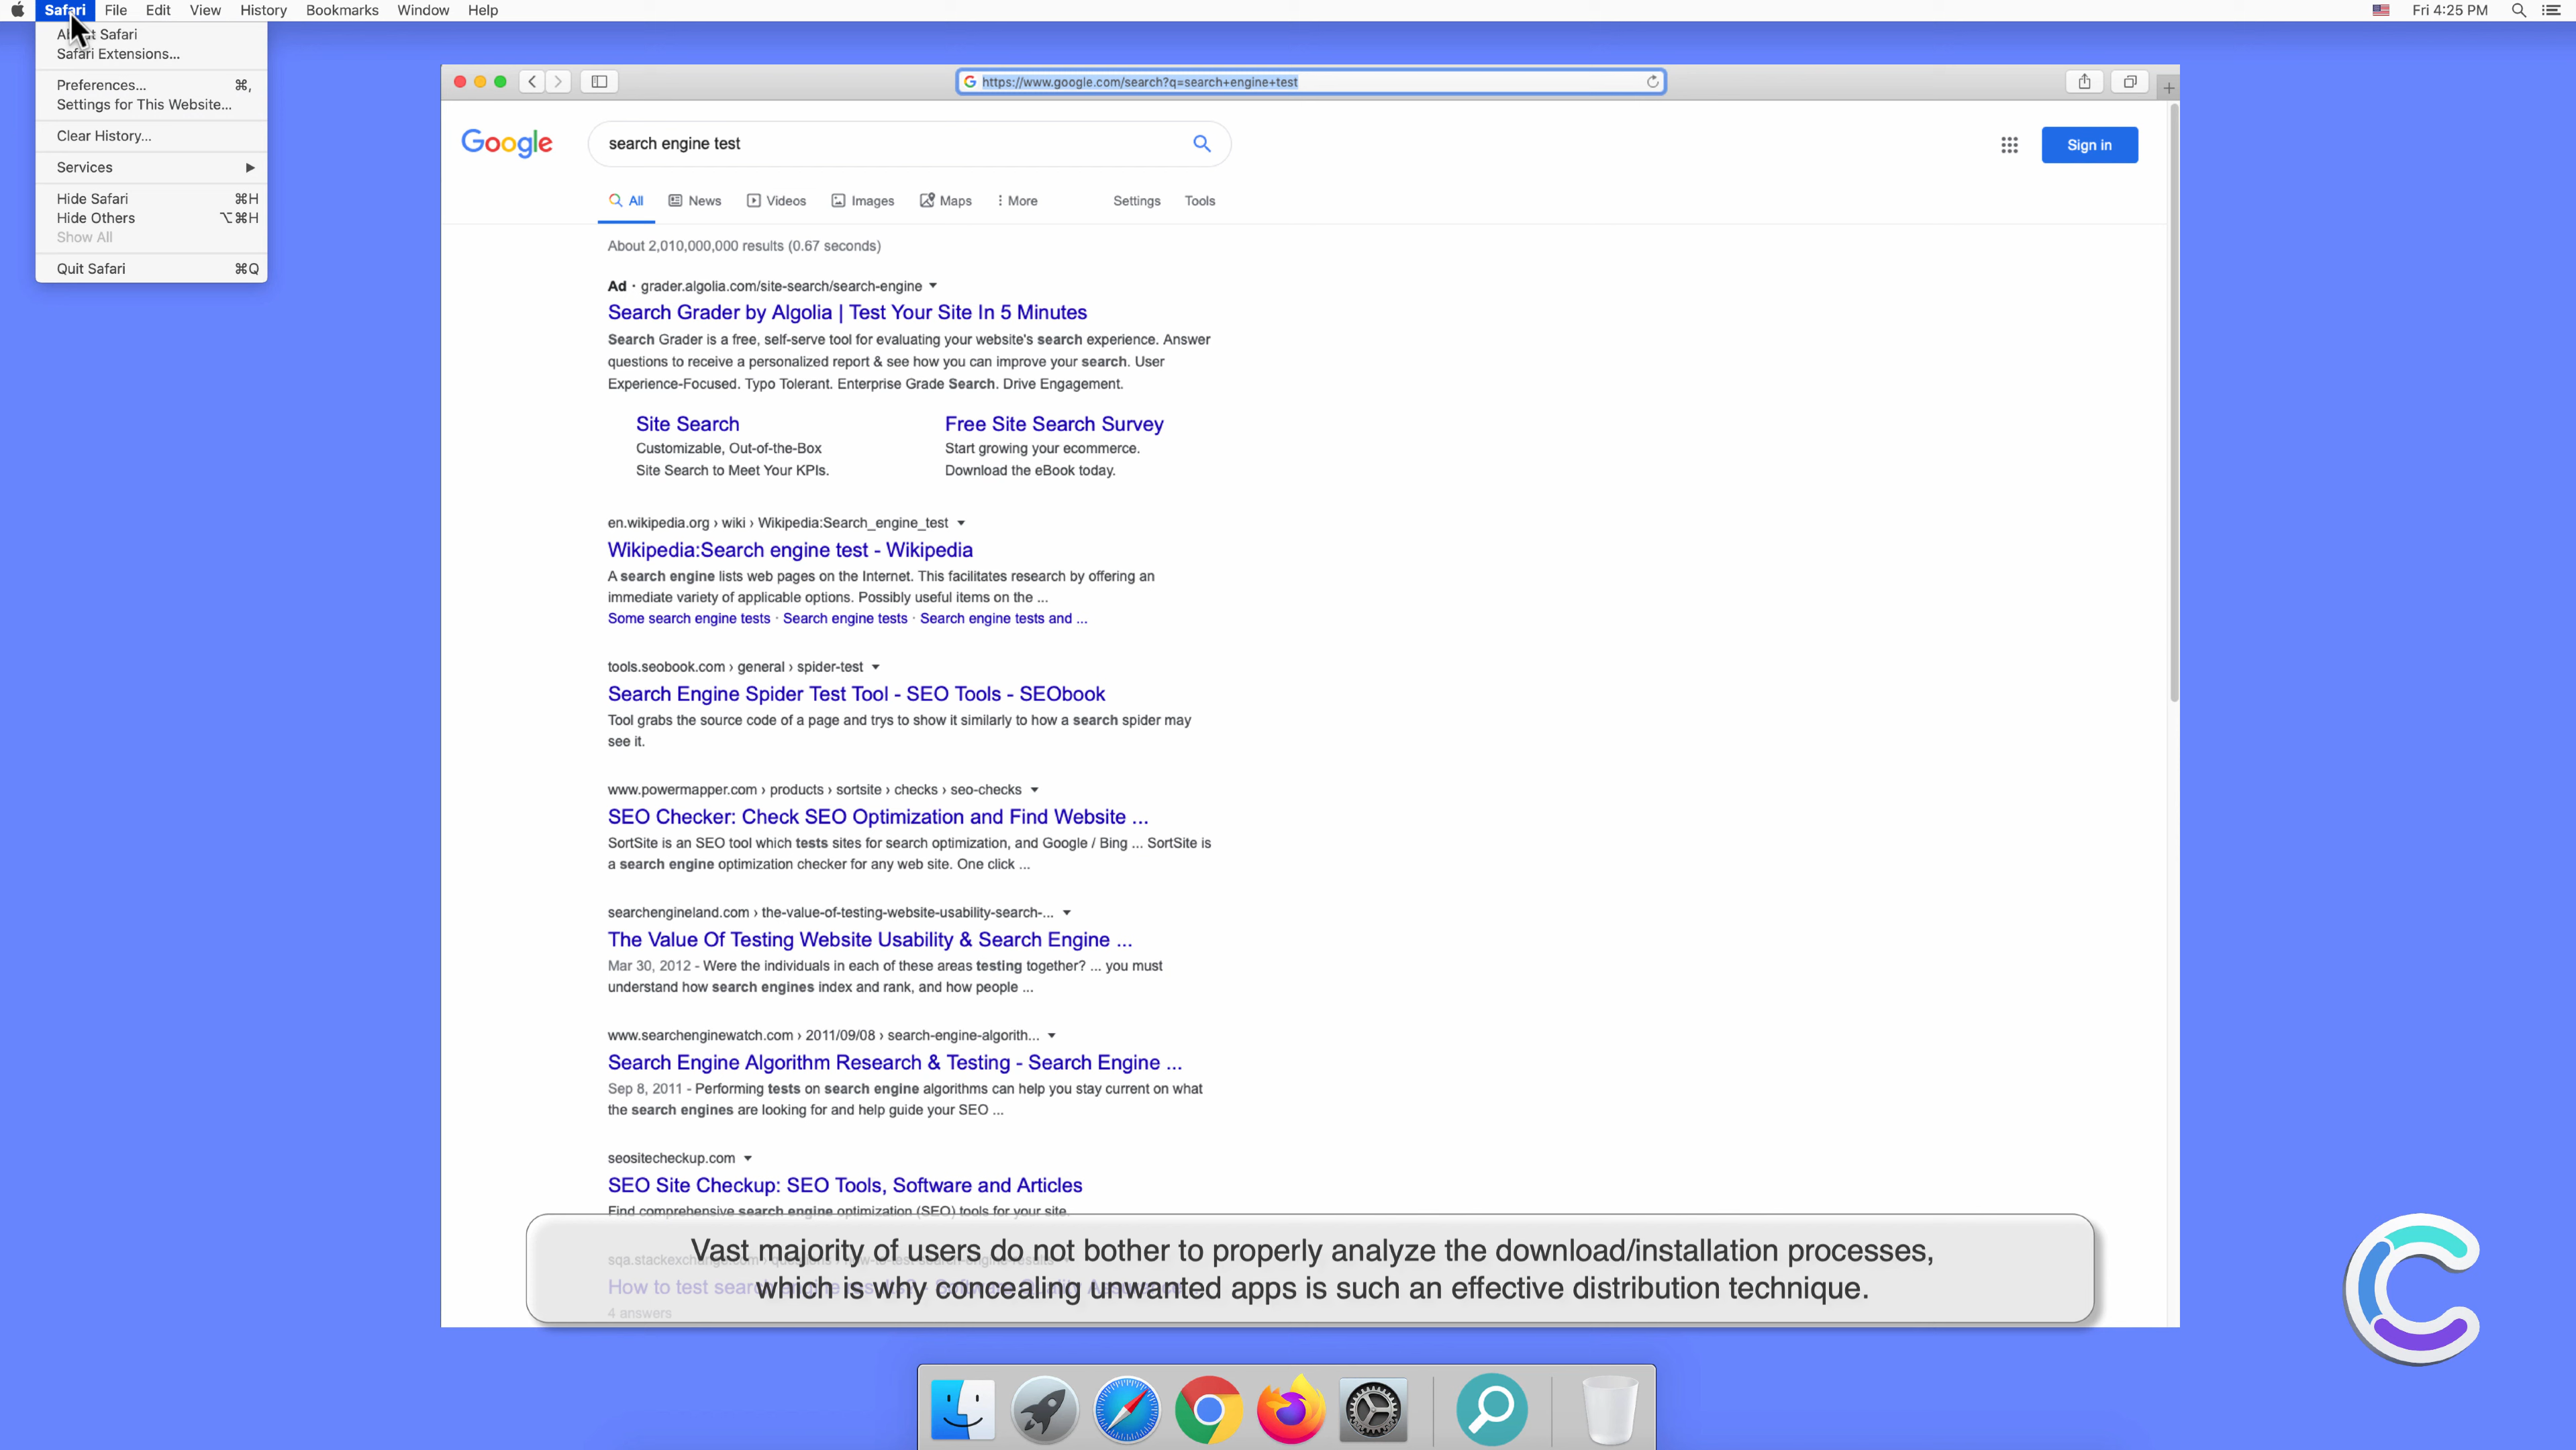 Safari File Edit View History Bookmarks Window Help
Fri 4:25 PM
Safari
Safari Extensions...
Preferences... ⌘,
Settings for This Website...
Clear History...
Services ▶
Hide Safari ⌘H
Hide Others ⌥⌘H
Show All
Quit Safari ⌘Q
https://www.google.com/search?q=search+engine+test
Google
search engine test
Sign in
All News Videos Images Maps More Settings Tools
About 2,010,000,000 results (0.67 seconds)
Ad · grader.algolia.com/site-search/search-engine
Search Grader by Algolia | Test Your Site In 5 Minutes
Search Grader is a free, self-serve tool for evaluating your website's search experience. Answer
questions to receive a personalized report & see how you can improve your search. User
Experience-Focused. Typo Tolerant. Enterprise Grade Search. Drive Engagement.
Site Search
Customizable, Out-of-the-Box
Site Search to Meet Your KPIs.
Free Site Search Survey
Start growing your ecommerce.
Download the eBook today.
en.wikipedia.org › wiki › Wikipedia:Search_engine_test
Wikipedia:Search engine test - Wikipedia
A search engine lists web pages on the Internet. This facilitates research by offering an
immediate variety of applicable options. Possibly useful items on the ...
Some search engine tests · Search engine tests · Search engine tests and ...
tools.seobook.com › general › spider-test
Search Engine Spider Test Tool - SEO Tools - SEObook
Tool grabs the source code of a page and trys to show it similarly to how a search spider may
see it.
www.powermapper.com › products › sortsite › checks › seo-checks
SEO Checker: Check SEO Optimization and Find Website ...
SortSite is an SEO tool which tests sites for search optimization, and Google / Bing ... SortSite is
a search engine optimization checker for any web site. One click ...
searchengineland.com › the-value-of-testing-website-usability-search-...
The Value Of Testing Website Usability & Search Engine ...
Mar 30, 2012 - Were the individuals in each of these areas testing together? ... you must
understand how search engines index and rank, and how people ...
www.searchenginewatch.com › 2011/09/08 › search-engine-algorith...
Search Engine Algorithm Research & Testing - Search Engine ...
Sep 8, 2011 - Performing tests on search engine algorithms can help you stay current on what
the search engines are looking for and help guide your SEO ...
seositecheckup.com
SEO Site Checkup: SEO Tools, Software and Articles
Find comprehensive search engine optimization (SEO) tools for your site.
Vast majority of users do not bother to properly analyze the download/installation processes,
which is why concealing unwanted apps is such an effective distribution technique.
How to test
4 answers